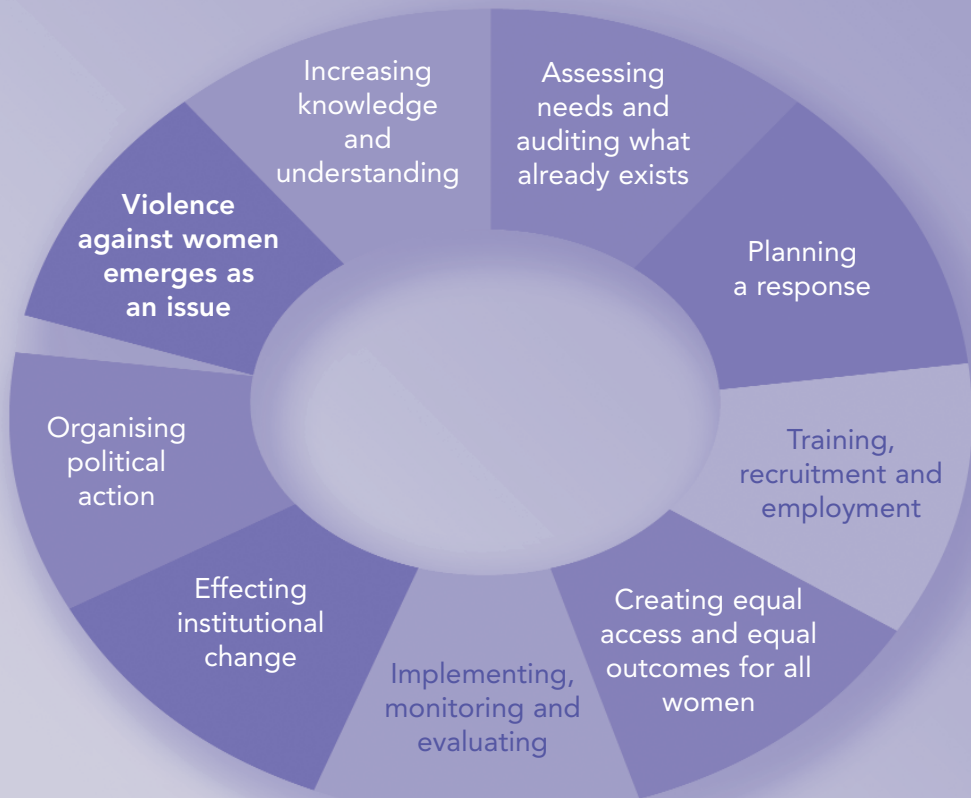 Violence
against women
emerges as
an issue
Increasing
knowledge
and
understanding
Assessing
needs and
auditing what
already exists
Planning
a response
Training,
recruitment and
employment
Creating equal
access and equal
outcomes for all
women
Implementing,
monitoring and
evaluating
Effecting
institutional
change
Organising
political
action